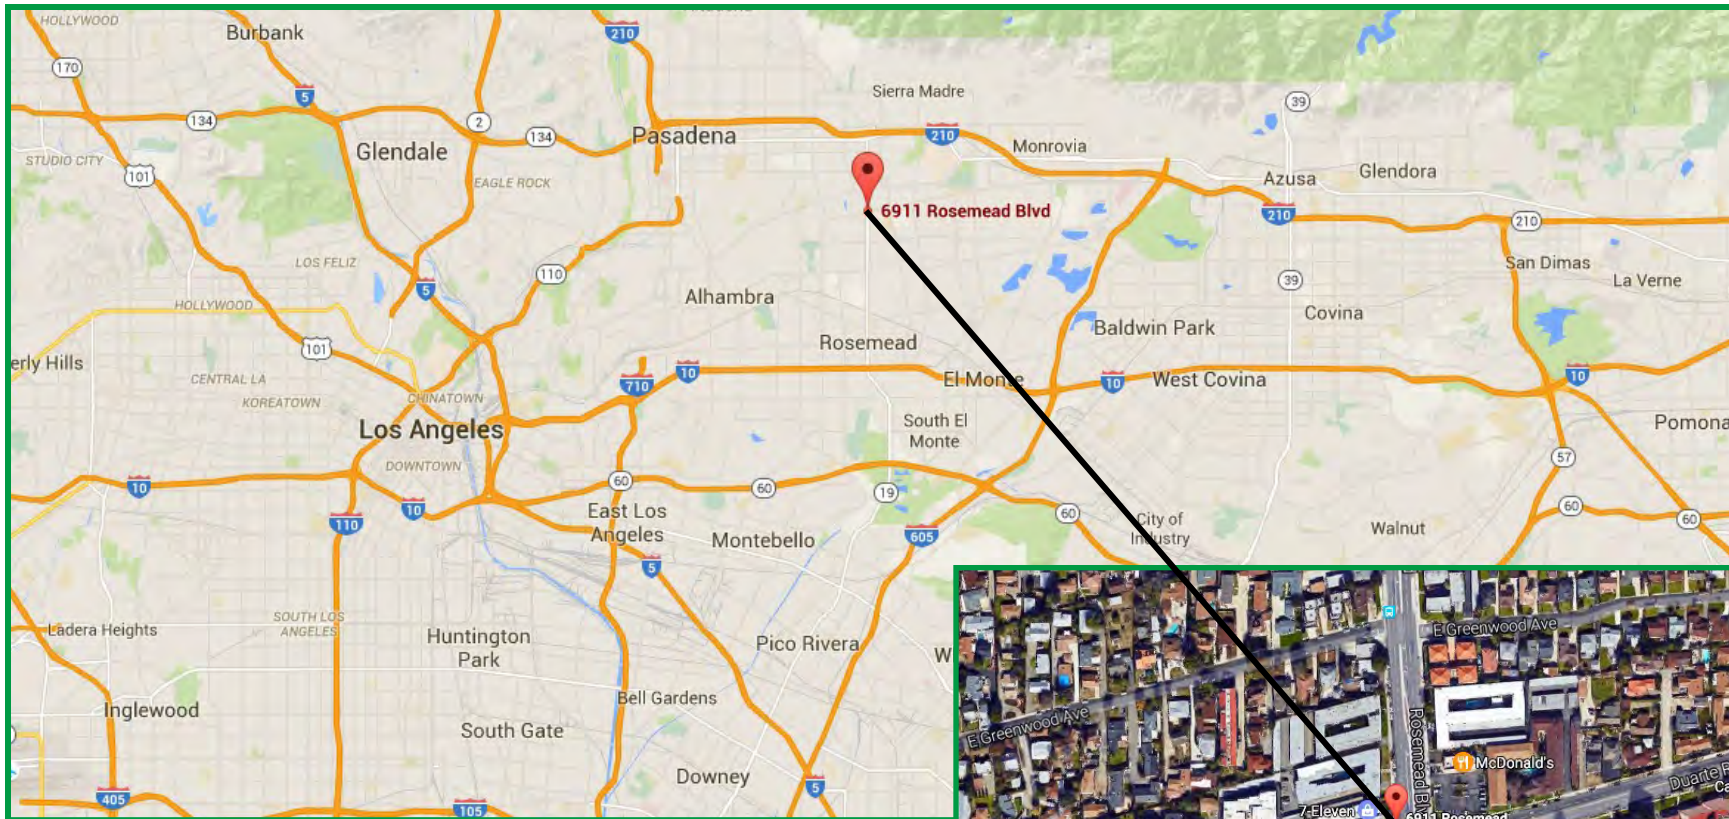 HOLLYWOOD
Burbank
210
170
5
Sierra Madre
39
134
2
134
Pasadena
210
Monrovia
Glendale
STUDIO CITY
101
EAGLE ROCK
Azusa
Glendora
6911 Rosemead Blvd
210
210
LOS FELIZ
110
39
San Dimas
La Verne
5
HOLLYWOOD
Alhambra
Covina
Baldwin Park
101
Rosemead
erly Hills
CENTRAL LA
710
10
El Monte
10
West Covina
10
KOREATOWN
CHINATOWN
Los Angeles
South El
Monte
Pomona
DOWNTOWN
57
10
60
60
19
10
110
East Los
Angeles
Montebello
605
60
City of
Industry
Walnut
60
60
5
SOUTH LOS
ANGELES
Ladera Heights
Huntington
Park
Pico Rivera
W
E Greenwood Ave
Bell Gardens
Inglewood
South Gate
E Greenwood Ave
Rosemead Blv
McDonald's
Downey
5
Duarte R
Ca
405
105
7-Eleven
6911 Rosemead